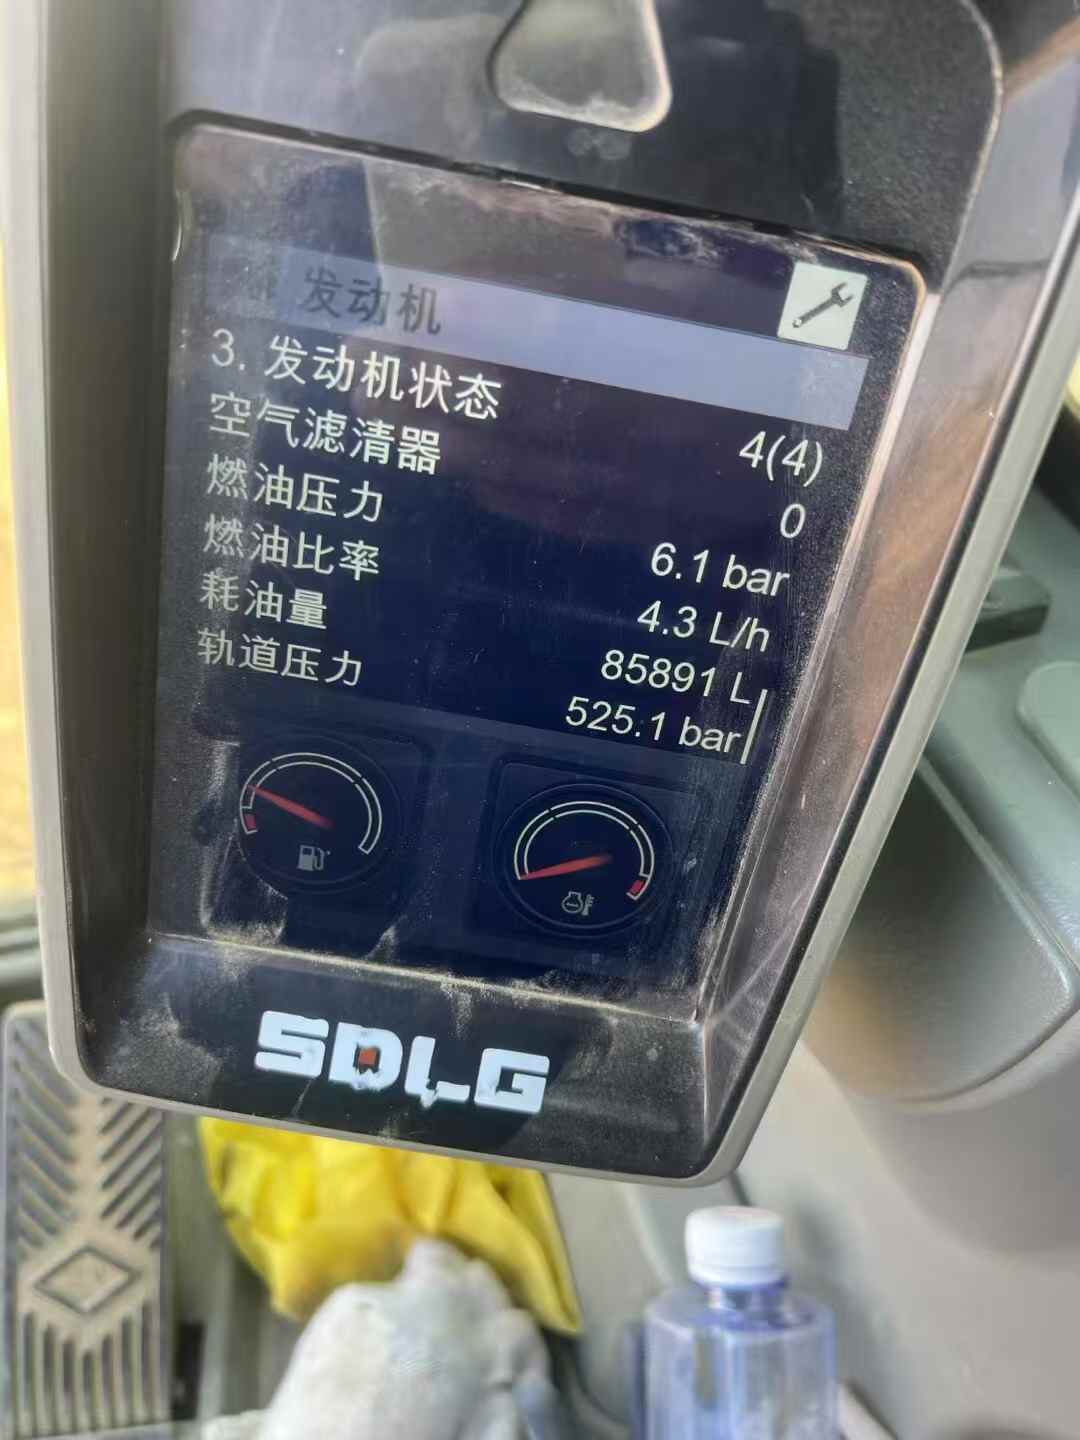 发动机
3. 发动机状态 4(4)
空气滤清器 0
燃油压力 6.1 bar
燃油比率 4.3 L/h
耗油量 85891 L
轨道压力 525.1 bar
SDLG